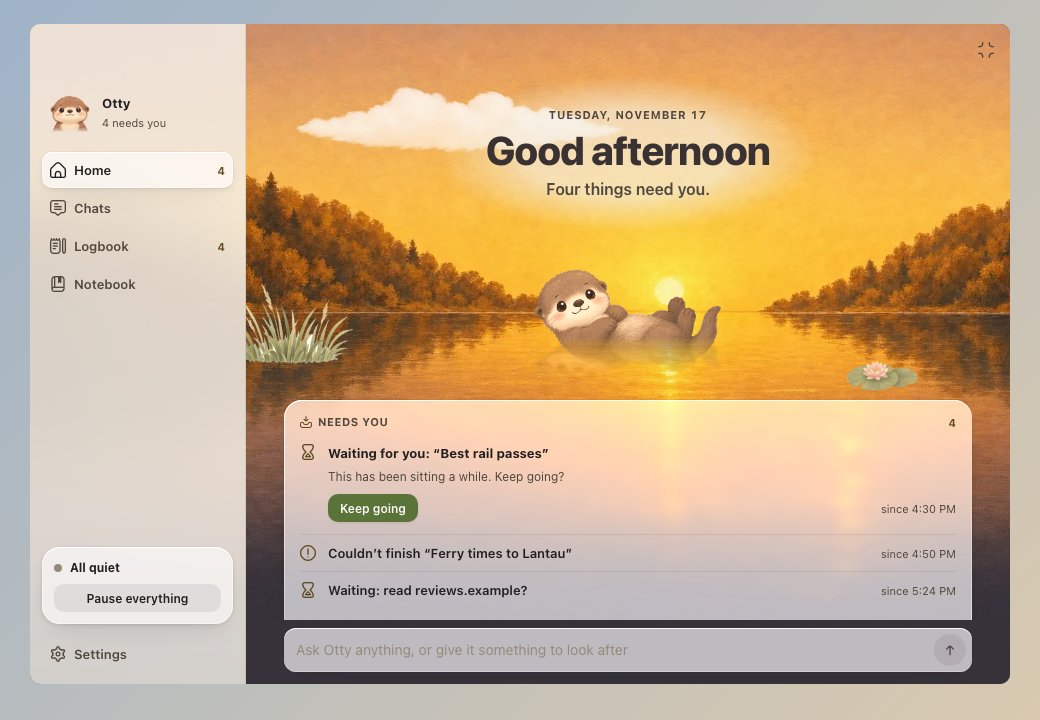 Otty
4 needs you
Home 4
Chats
Logbook 4
Notebook
All quiet
Pause everything
Settings
TUESDAY, NOVEMBER 17
Good afternoon
Four things need you.
NEEDS YOU 4
Waiting for you: “Best rail passes”
This has been sitting a while. Keep going?
Keep going since 4:30 PM
Couldn’t finish “Ferry times to Lantau” since 4:50 PM
Waiting: read reviews.example? since 5:24 PM
Ask Otty anything, or give it something to look after